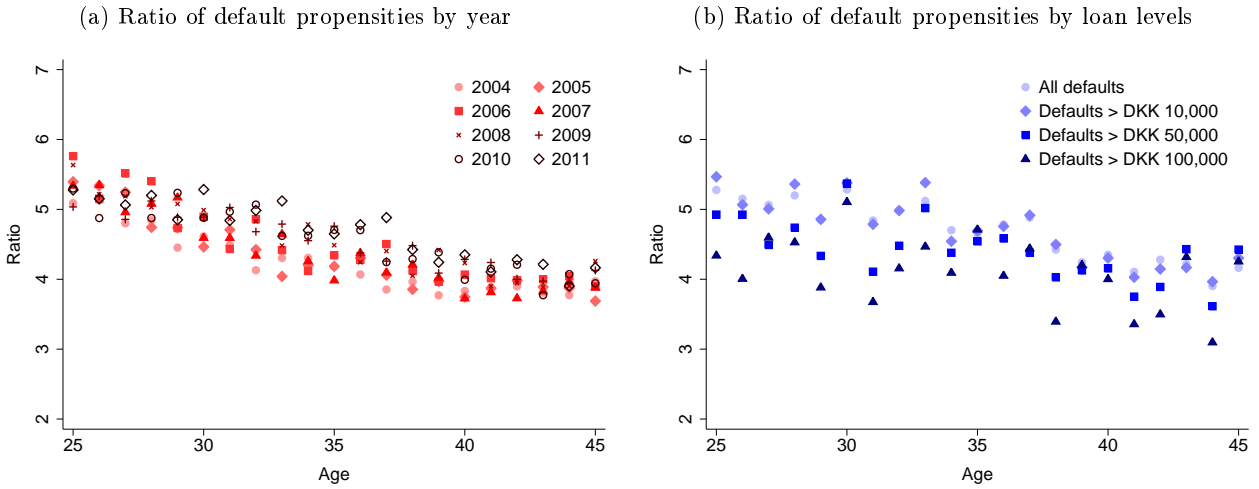 (a) Ratio of default propensities by year
7
6
5
4
3
2
Ratio
25 30 35 40 45
Age
2004 2005
2006 2007
2008 2009
2010 2011
(b) Ratio of default propensities by loan levels
7
6
5
4
3
2
Ratio
25 30 35 40 45
Age
All defaults
Defaults > DKK 10,000
Defaults > DKK 50,000
Defaults > DKK 100,000